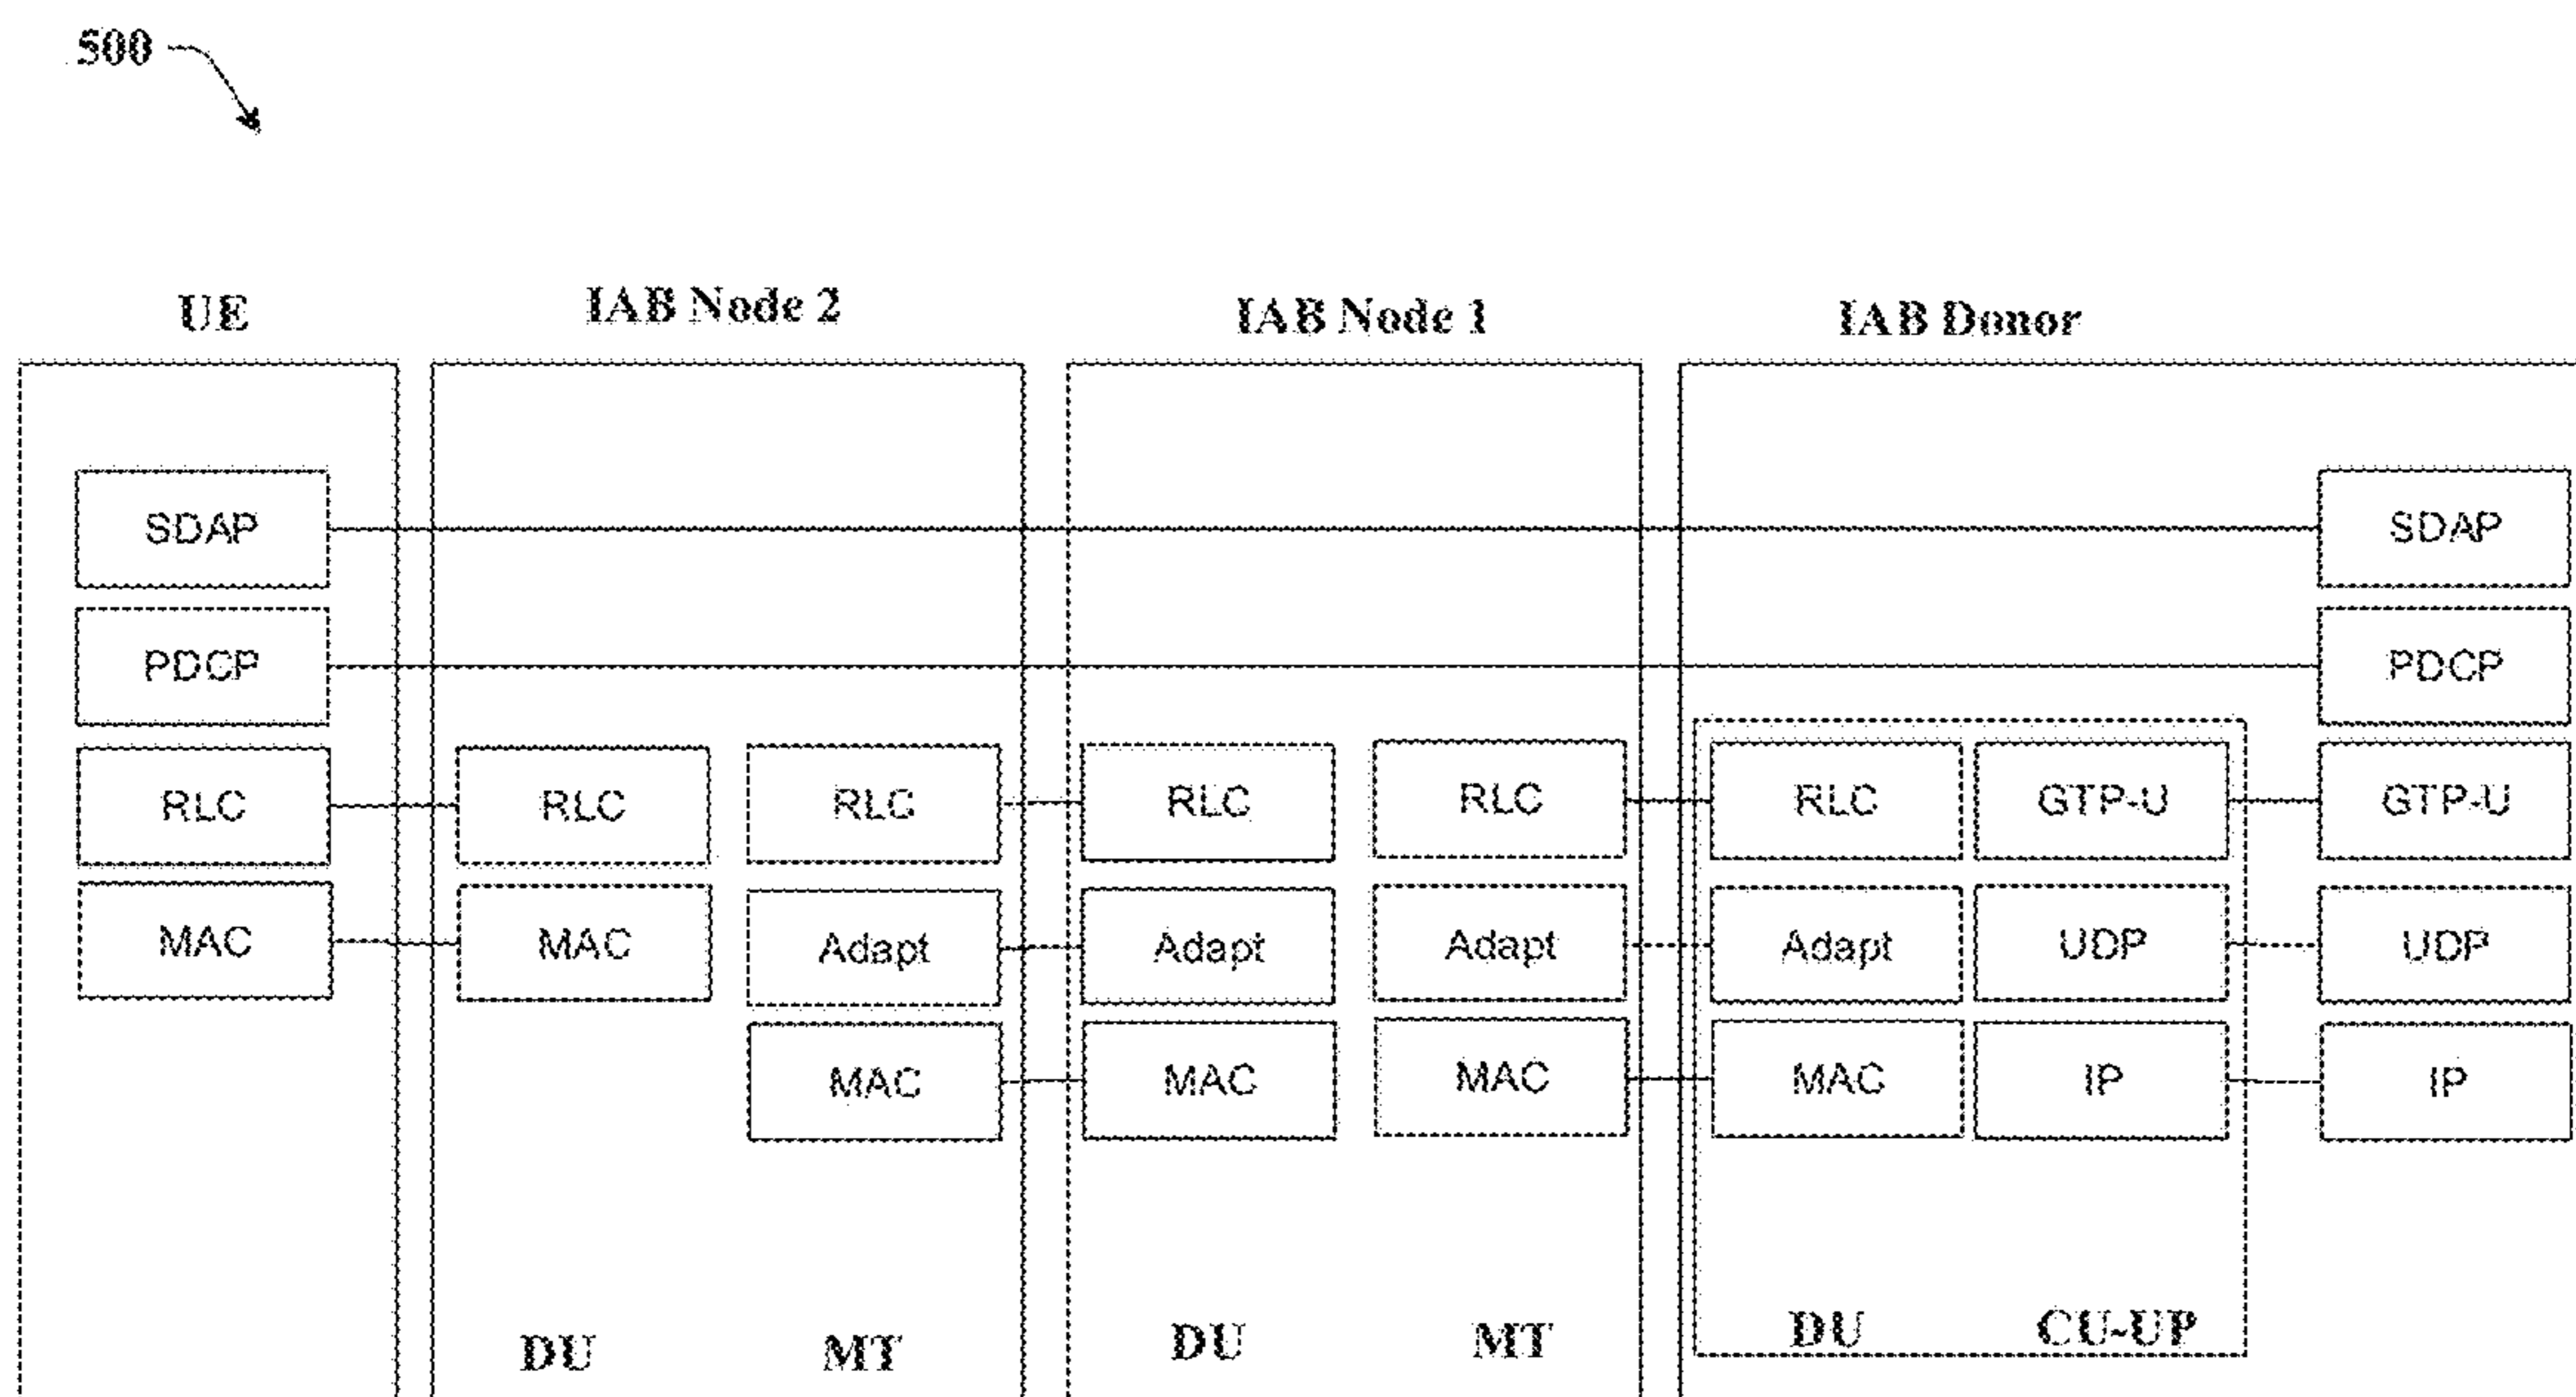 500
UE IAB Node 2 IAB Node 1 IAB Donor
SDAP SDAP
PDCP PDCP
RLC RLC RLC RLC RLC RLC GTP-U GTP-U
MAC MAC Adapt Adapt Adapt Adapt UDP UDP
MAC MAC MAC MAC IP IP
DU MT DU MT DU CU-UP